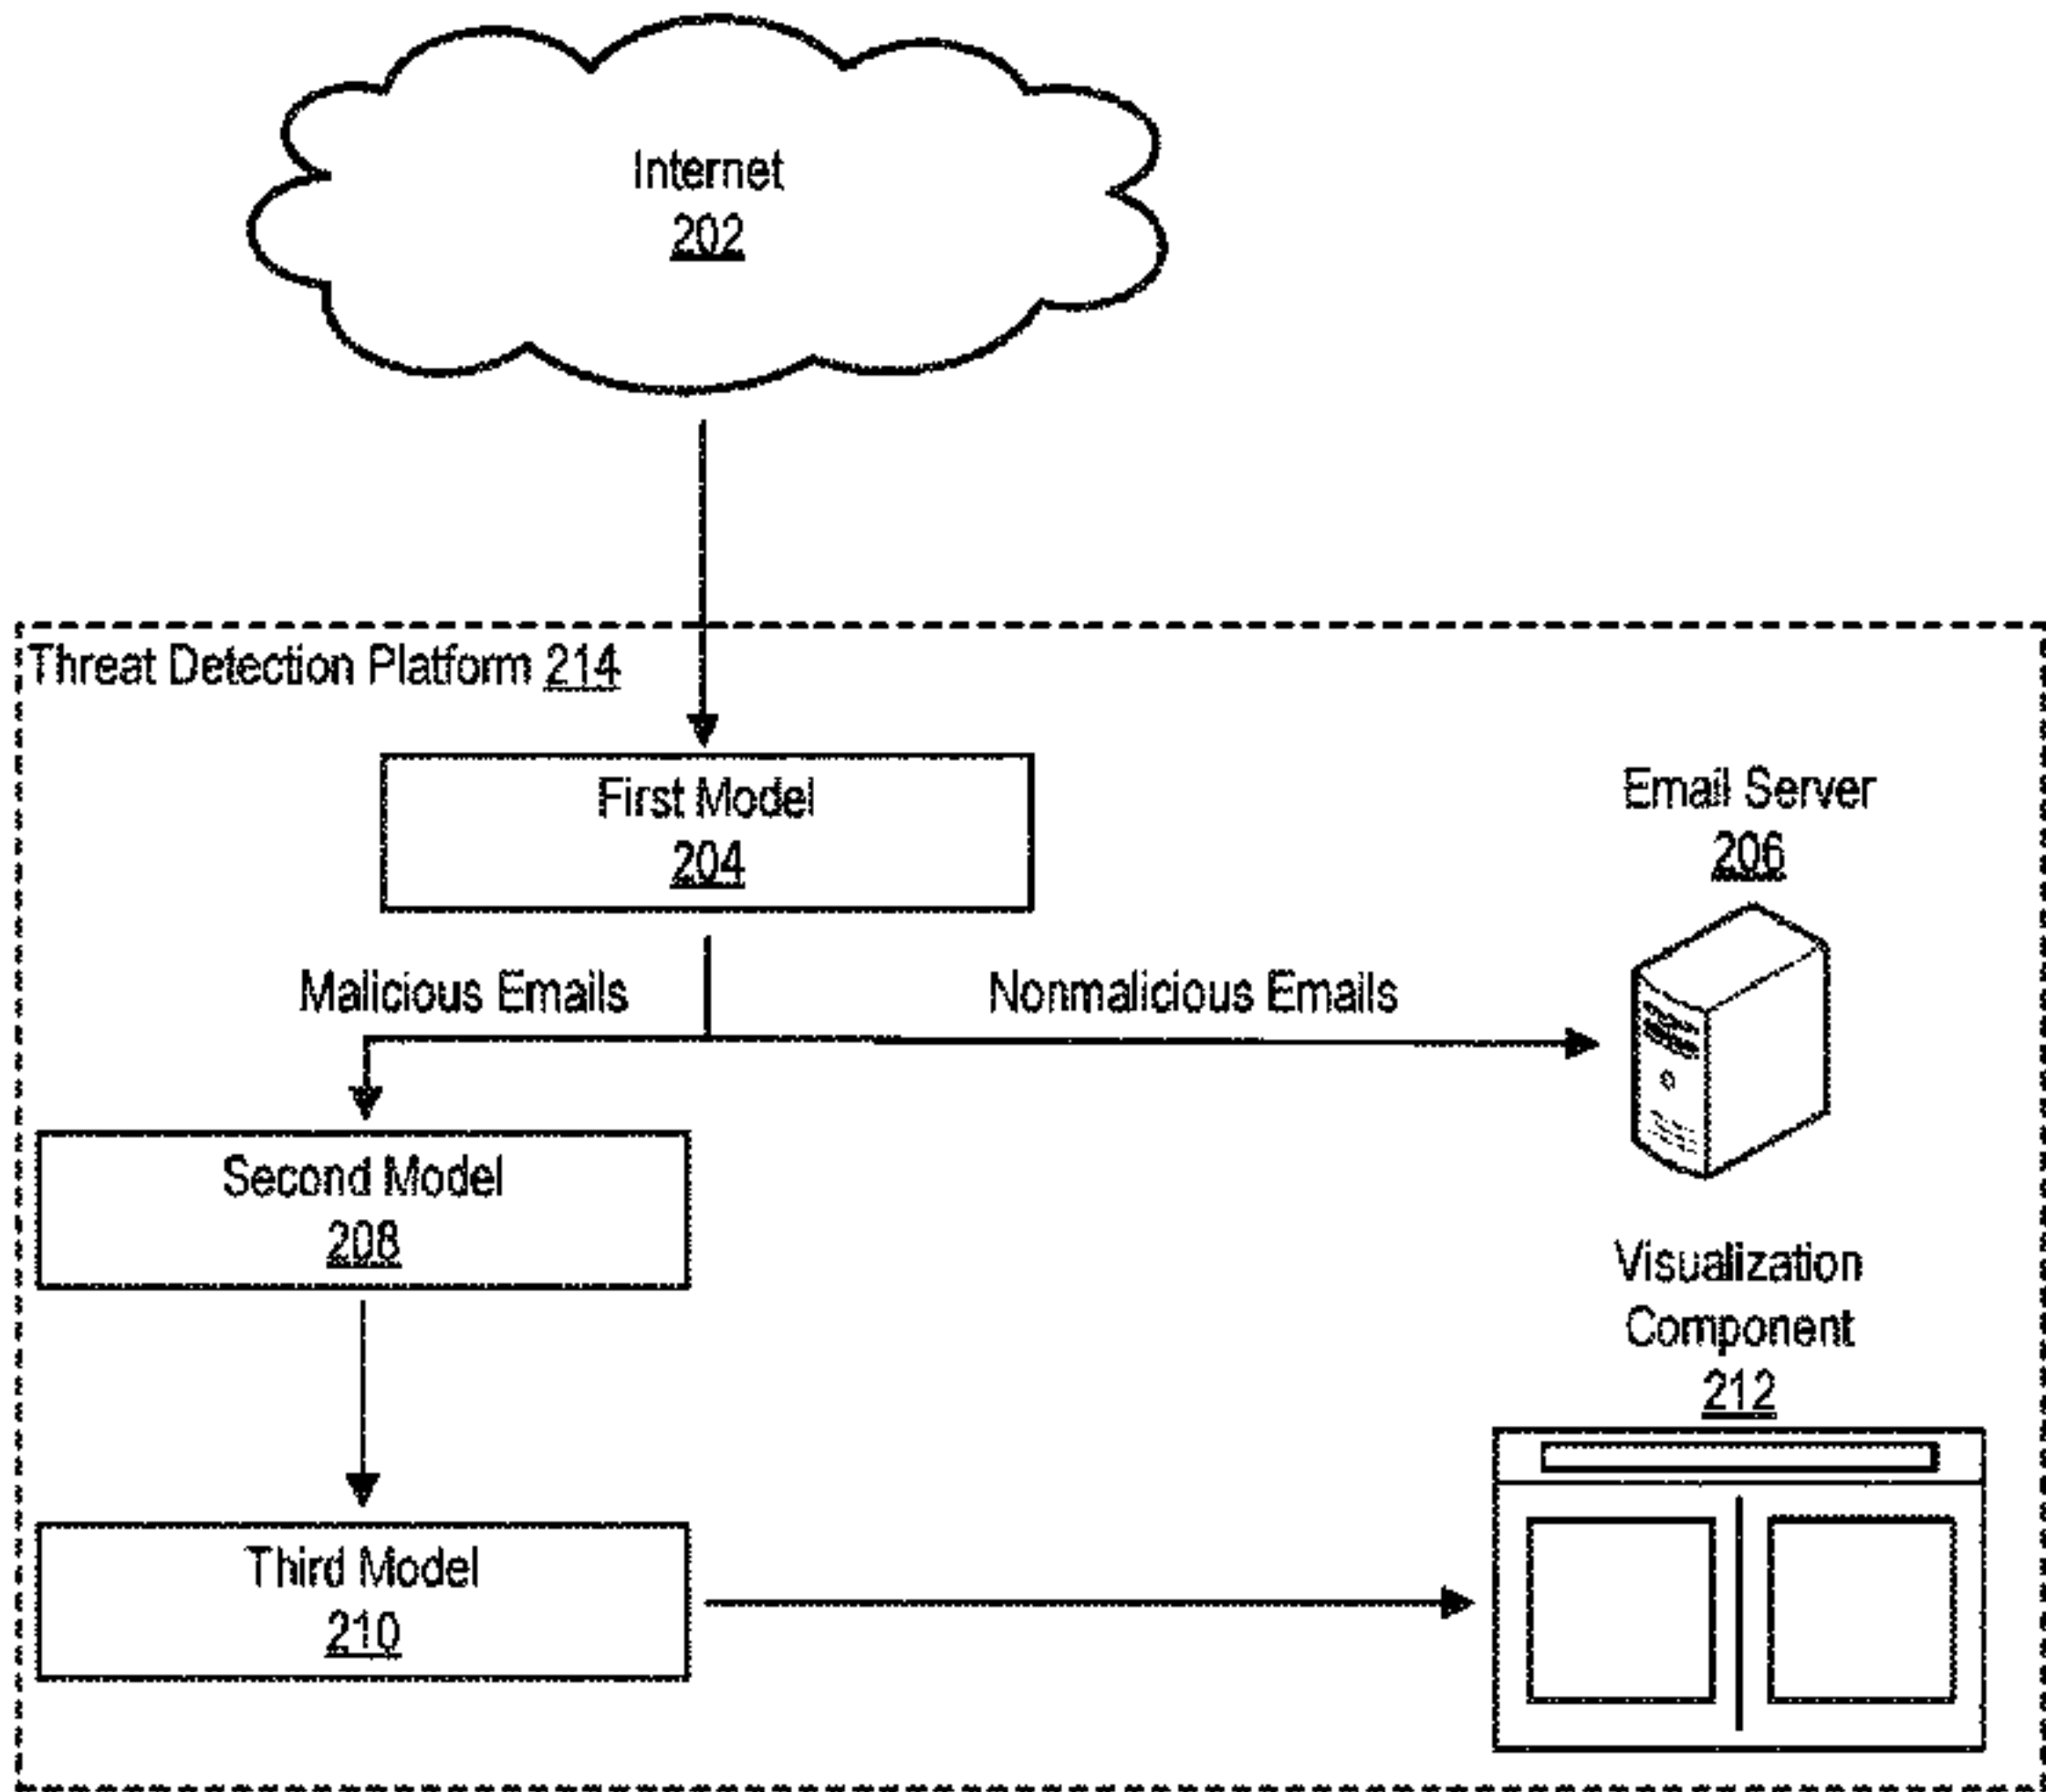 Internet
202
Threat Detection Platform 214
First Model
204
Email Server
206
Malicious Emails
Nonmalicious Emails
Second Model
208
Visualization
Component
212
Third Model
210